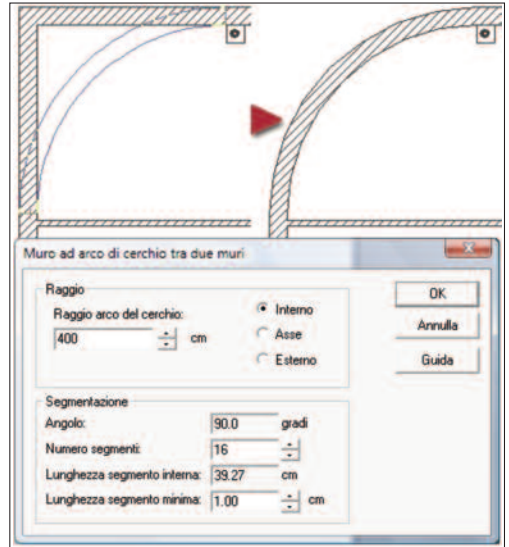 Muro ad arco di cerchio tra due muri
Raggio
Raggio arco del cerchio:
400 cm
Interno
Asse
Esterno
OK
Annulla
Guida
Segmentazione
Angolo: 90.0 gradi
Numero segmenti: 16
Lunghezza segmento interna: 39.27 cm
Lunghezza segmento minima: 1.00 cm